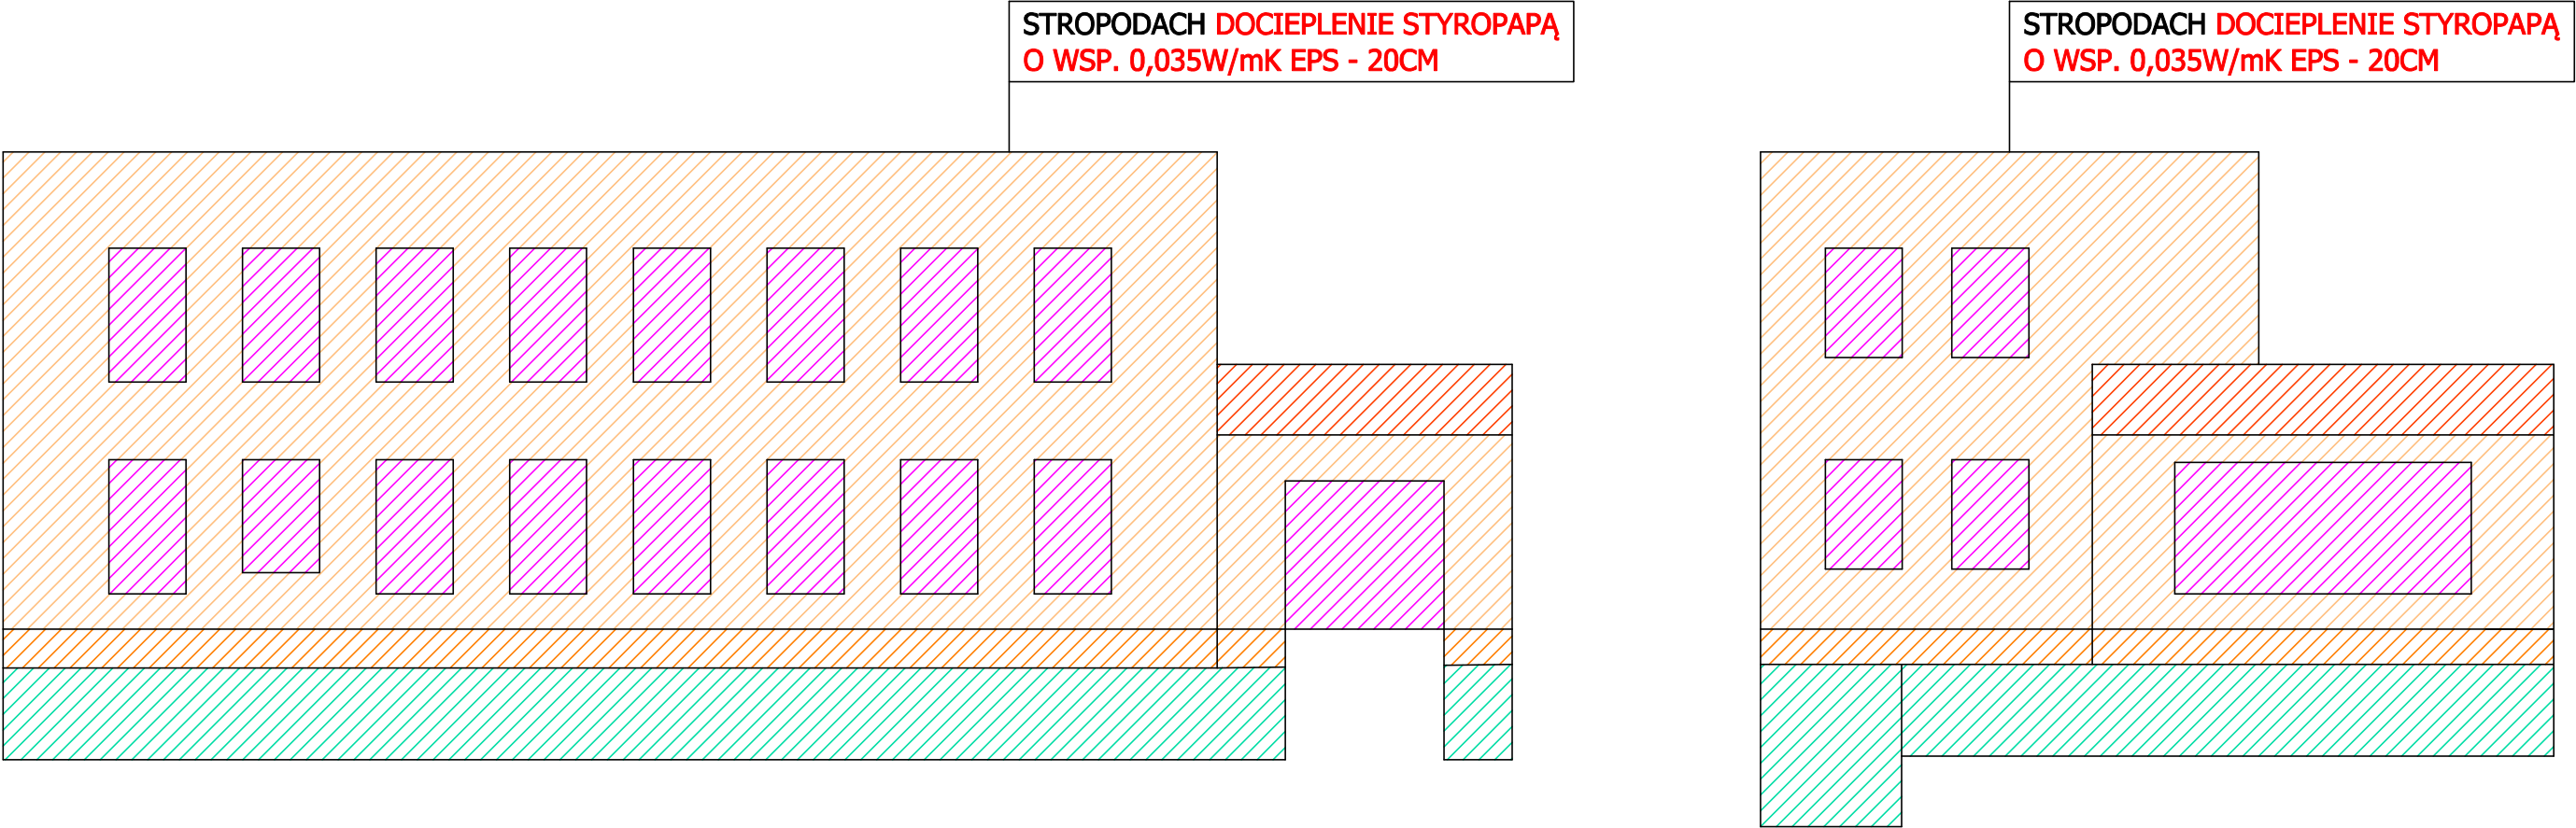 STROPODACH DOCIEPLENIE STYROPAPĄ
O WSP. 0,035W/mK EPS - 20CM
STROPODACH DOCIEPLENIE STYROPAPĄ
O WSP. 0,035W/mK EPS - 20CM